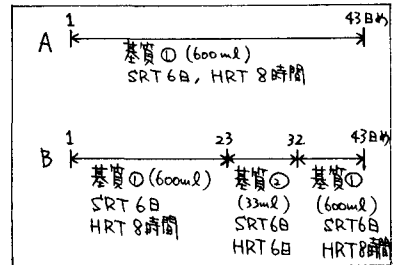 1 43日め
A
基質① (600ml)
SRT 6日, HRT 8時間
1 23 32 43日め
B
基質① (600ml) 基質② 基質①
SRT 6日 (33ml) (600ml)
HRT 8時間 SRT 6日 SRT 6日
HRT 6日 HRT 8時間